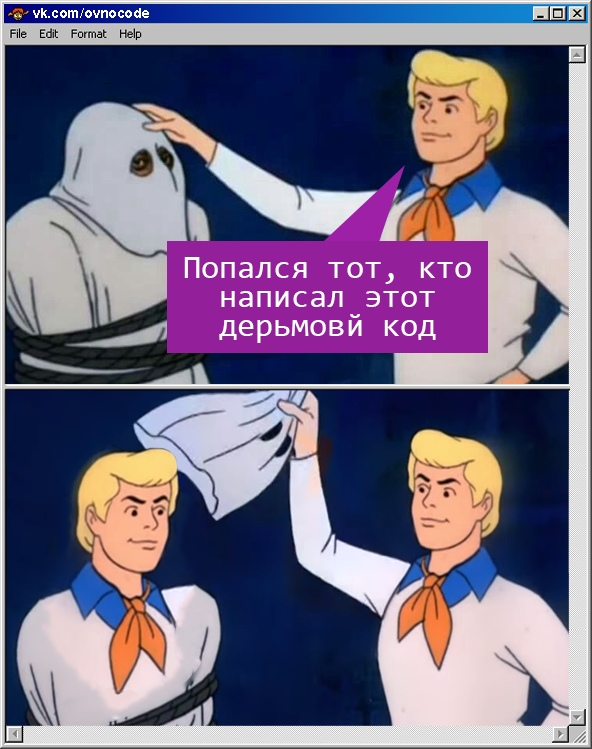 vk.com/ovnocode
File Edit Format Help
Попался тот, кто
написал этот
дерьмовй код